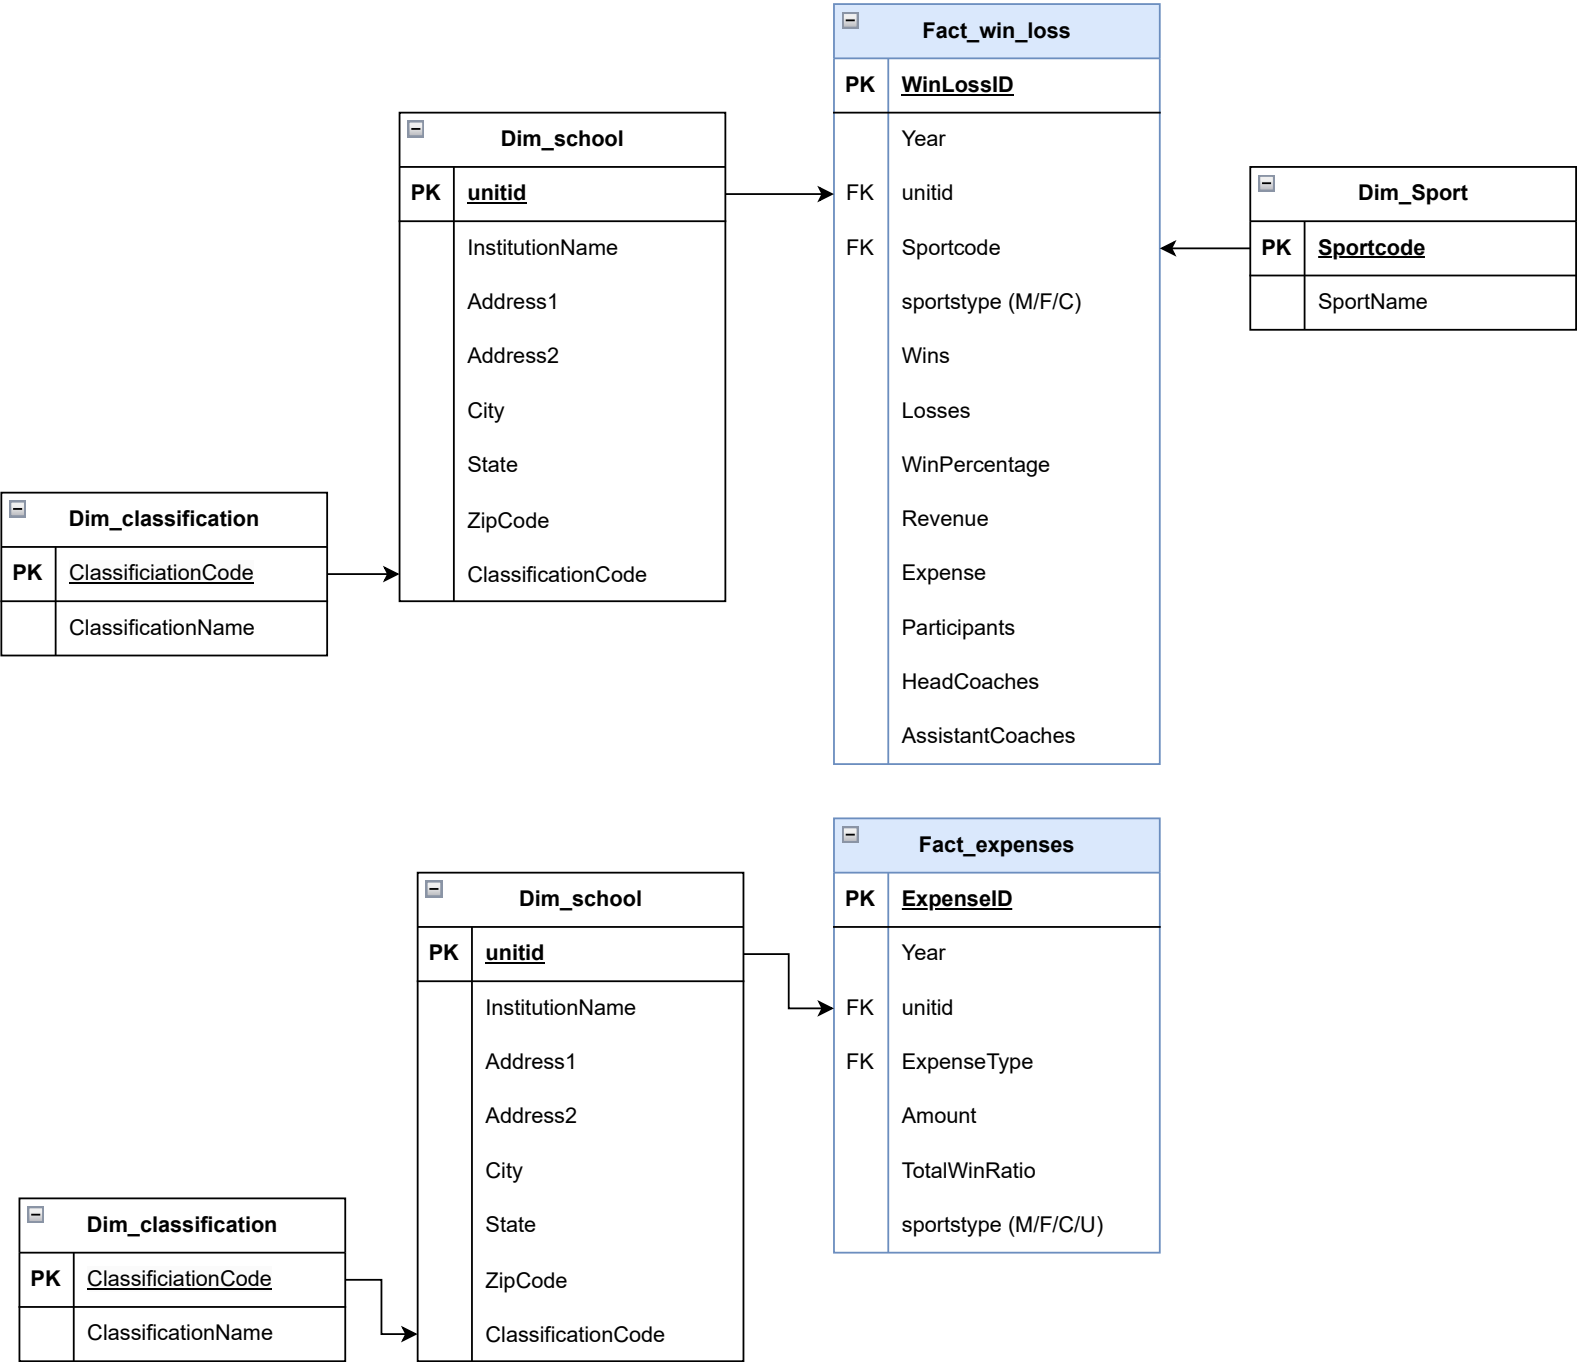 Fact_win_loss
PK WinLossID
Year
FK unitid
FK Sportcode
sportstype (M/F/C)
Wins
Losses
WinPercentage
Revenue
Expense
Participants
HeadCoaches
AssistantCoaches
Dim_school
PK unitid
InstitutionName
Address1
Address2
City
State
ZipCode
ClassificationCode
Dim_Sport
PK Sportcode
SportName
Dim_classification
PK ClassificiationCode
ClassificationName
Fact_expenses
PK ExpenseID
Year
FK unitid
FK ExpenseType
Amount
TotalWinRatio
sportstype (M/F/C/U)
Dim_school
PK unitid
InstitutionName
Address1
Address2
City
State
ZipCode
ClassificationCode
Dim_classification
PK ClassificiationCode
ClassificationName